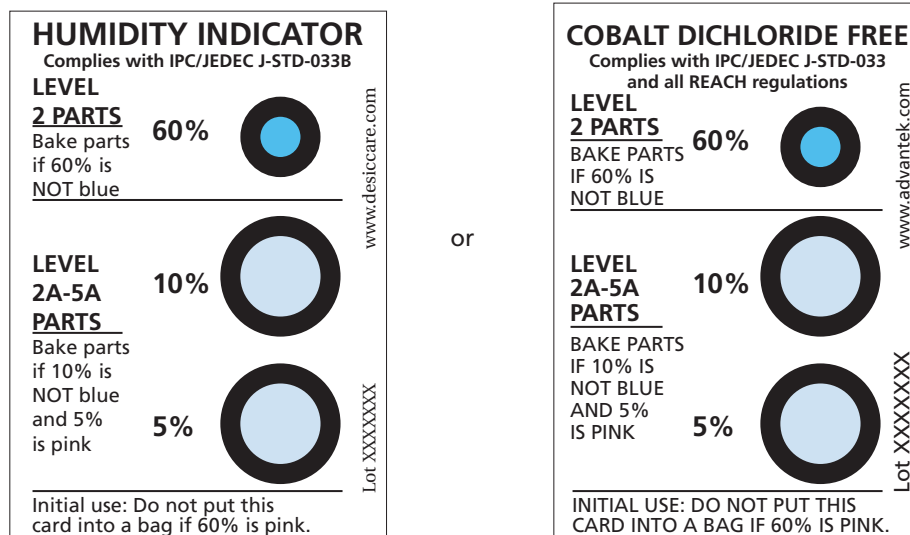 HUMIDITY INDICATOR
Complies with IPC/JEDEC J-STD-033B
LEVEL
2 PARTS
Bake parts
if 60% is
NOT blue
60%
www.desiccare.com
LEVEL
2A-5A
PARTS
Bake parts
if 10% is
NOT blue
and 5%
is pink
10%
5%
Lot XXXXXXX
Initial use: Do not put this
card into a bag if 60% is pink.
or
COBALT DICHLORIDE FREE
Complies with IPC/JEDEC J-STD-033
and all REACH regulations
LEVEL
2 PARTS
BAKE PARTS
IF 60% IS
NOT BLUE
60%
www.advantek.com
LEVEL
2A-5A
PARTS
BAKE PARTS
IF 10% IS
NOT BLUE
AND 5%
IS PINK
10%
5%
Lot XXXXXXX
INITIAL USE: DO NOT PUT THIS
CARD INTO A BAG IF 60% IS PINK.